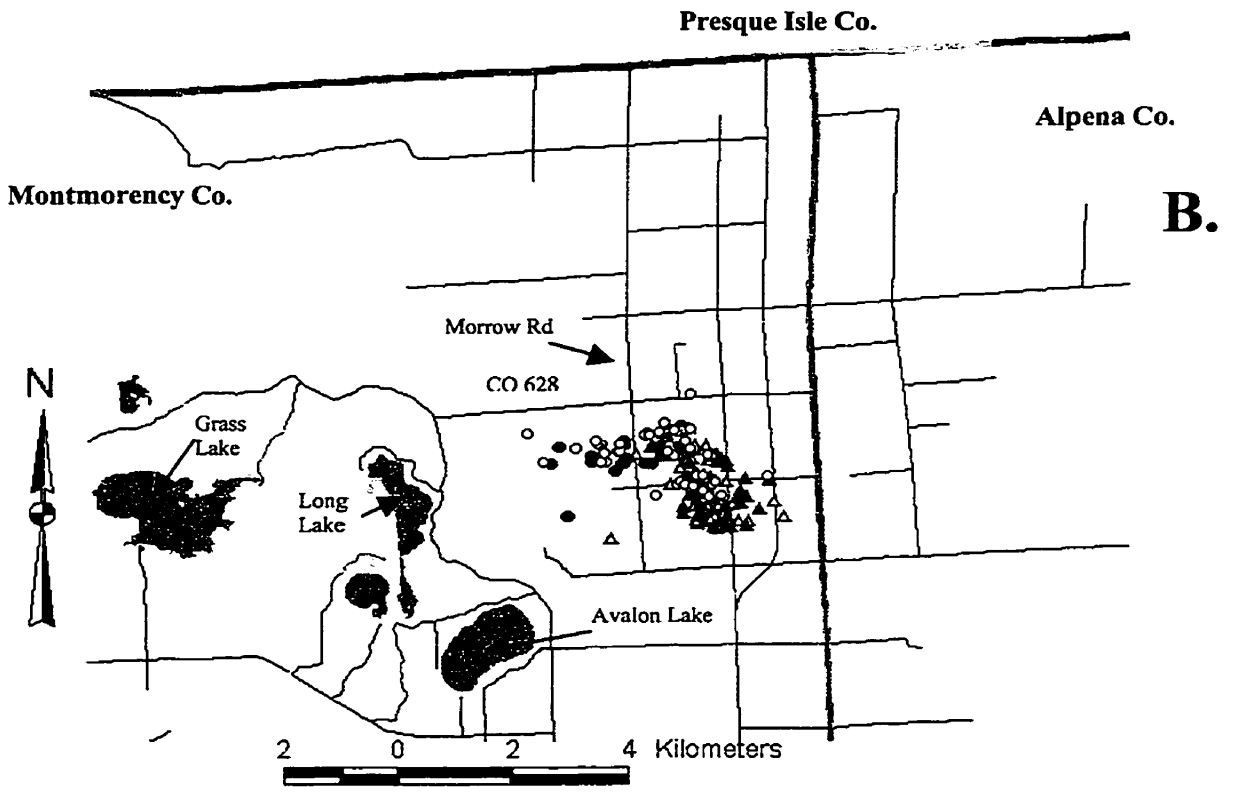 Presque Isle Co.
Alpena Co.
Montmorency Co.
B.
Morrow Rd
N
CO 628
Grass
Lake
Long
Lake
Avalon Lake
2 0 2 4 Kilometers